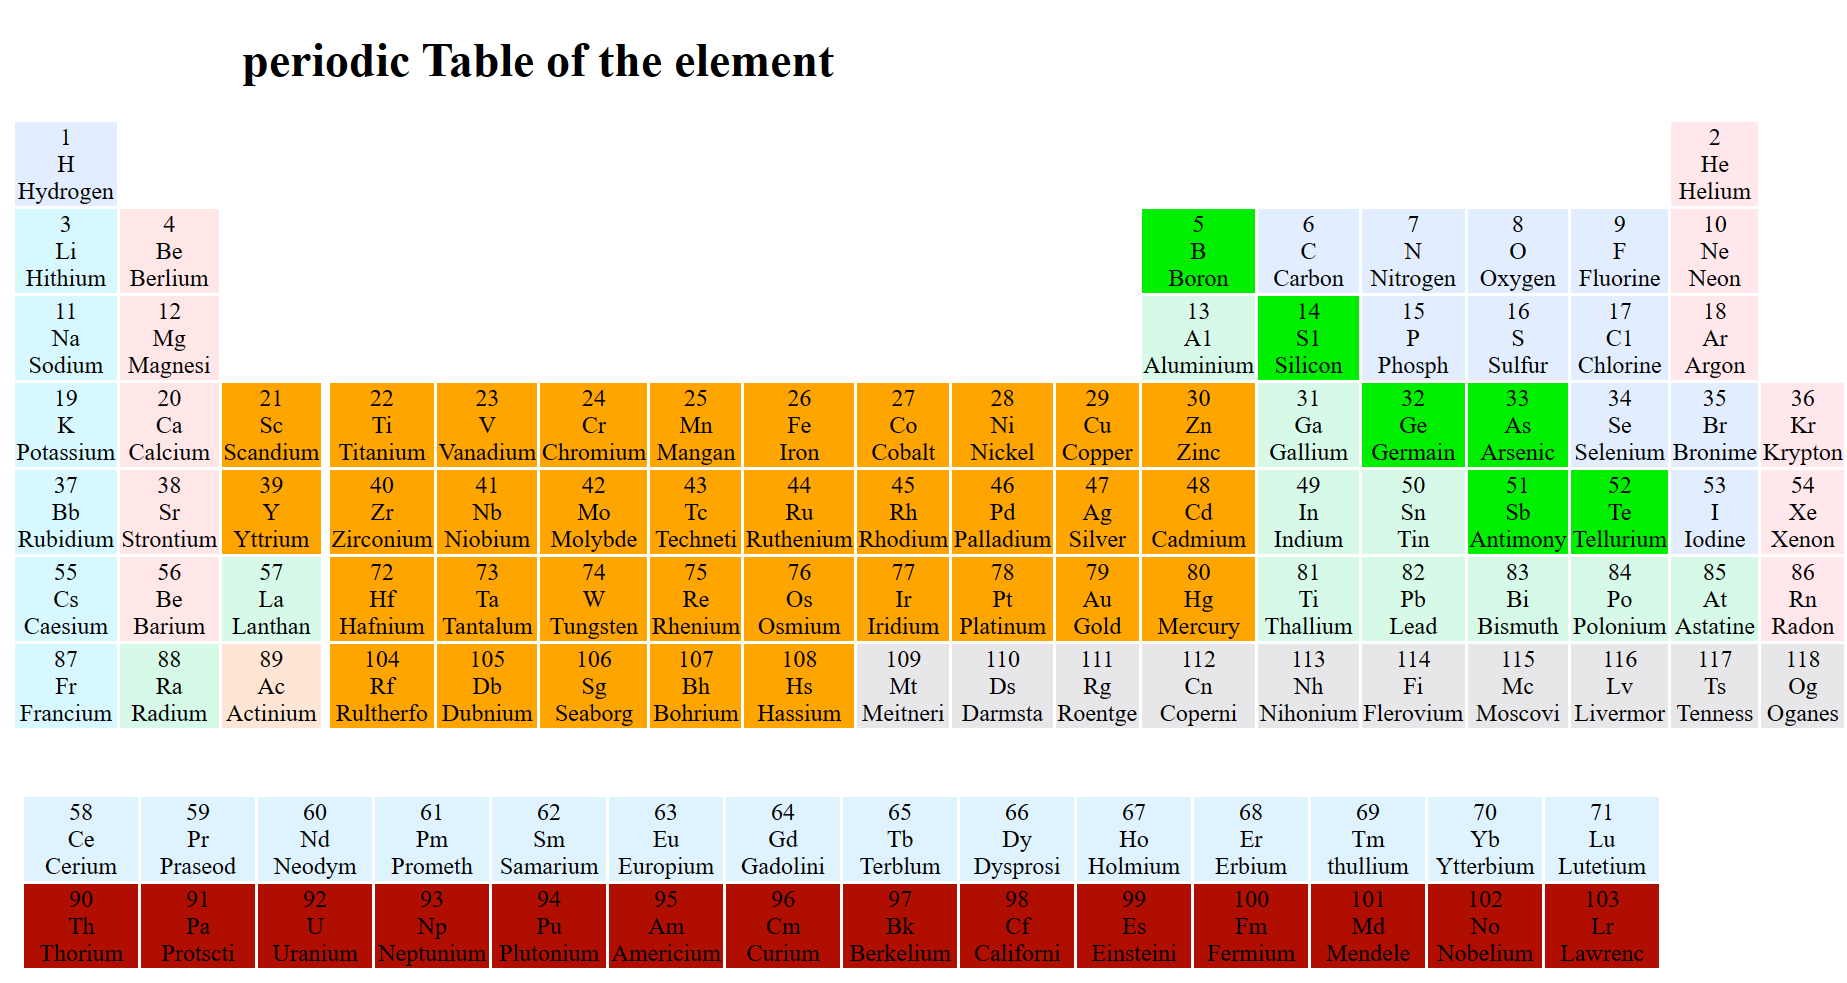 periodic Table of the element
1 2
H He
Hydrogen Helium
3 4 5 6 7 8 9 10
Li Be B C N O F Ne
Hithium Berlium Boron Carbon Nitrogen Oxygen Fluorine Neon
11 12 13 14 15 16 17 18
Na Mg A1 S1 P S C1 Ar
Sodium Magnesi Aluminium Silicon Phosph Sulfur Chlorine Argon
19 20 21 22 23 24 25 26 27 28 29 30 31 32 33 34 35 36
K Ca Sc Ti V Cr Mn Fe Co Ni Cu Zn Ga Ge As Se Br Kr
Potassium Calcium Scandium Titanium Vanadium Chromium Mangan Iron Cobalt Nickel Copper Zinc Gallium Germain Arsenic Selenium Bronime Krypton
37 38 39 40 41 42 43 44 45 46 47 48 49 50 51 52 53 54
Bb Sr Y Zr Nb Mo Tc Ru Rh Pd Ag Cd In Sn Sb Te I Xe
Rubidium Strontium Yttrium Zirconium Niobium Molybde Techneti Ruthenium Rhodium Palladium Silver Cadmium Indium Tin Antimony Tellurium Iodine Xenon
55 56 57 72 73 74 75 76 77 78 79 80 81 82 83 84 85 86
Cs Be La Hf Ta W Re Os Ir Pt Au Hg Ti Pb Bi Po At Rn
Caesium Barium Lanthan Hafnium Tantalum Tungsten Rhenium Osmium Iridium Platinum Gold Mercury Thallium Lead Bismuth Polonium Astatine Radon
87 88 89 104 105 106 107 108 109 110 111 112 113 114 115 116 117 118
Fr Ra Ac Rf Db Sg Bh Hs Mt Ds Rg Cn Nh Fi Mc Lv Ts Og
Francium Radium Actinium Rultherfo Dubnium Seaborg Bohrium Hassium Meitneri Darmsta Roentge Coperni Nihonium Flerovium Moscovi Livermor Tenness Oganes
58 59 60 61 62 63 64 65 66 67 68 69 70 71
Ce Pr Nd Pm Sm Eu Gd Tb Dy Ho Er Tm Yb Lu
Cerium Praseod Neodym Prometh Samarium Europium Gadolini Terblum Dysprosi Holmium Erbium thullium Ytterbium Lutetium
90 91 92 93 94 95 96 97 98 99 100 101 102 103
Th Pa U Np Pu Am Cm Bk Cf Es Fm Md No Lr
Thorium Protscti Uranium Neptunium Plutonium Americium Curium Berkelium Californi Einsteini Fermium Mendele Nobelium Lawrenc